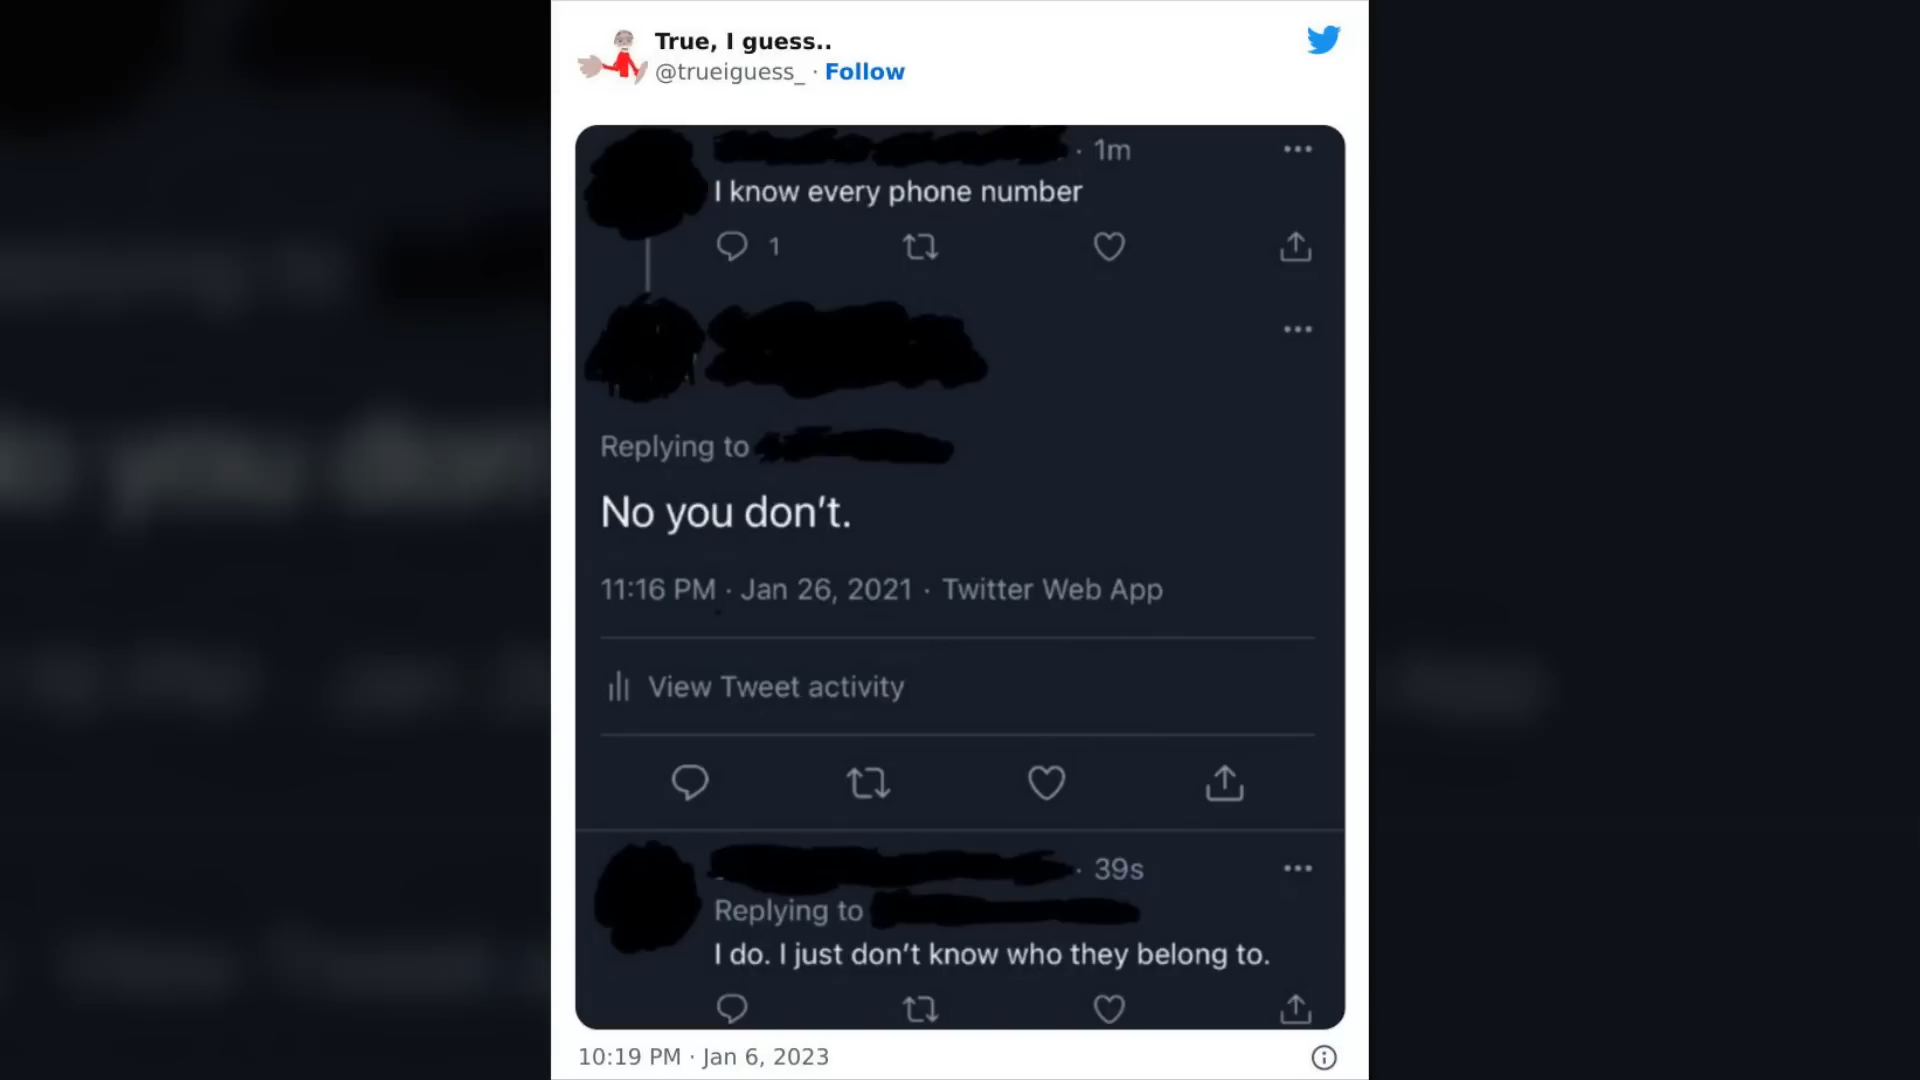 True, I guess..
@trueiguess_ · Follow
· 1m
I know every phone number
1
Replying to
No you don't.
11:16 PM · Jan 26, 2021 · Twitter Web App
View Tweet activity
· 39s
Replying to
I do. I just don't know who they belong to.
10:19 PM · Jan 6, 2023